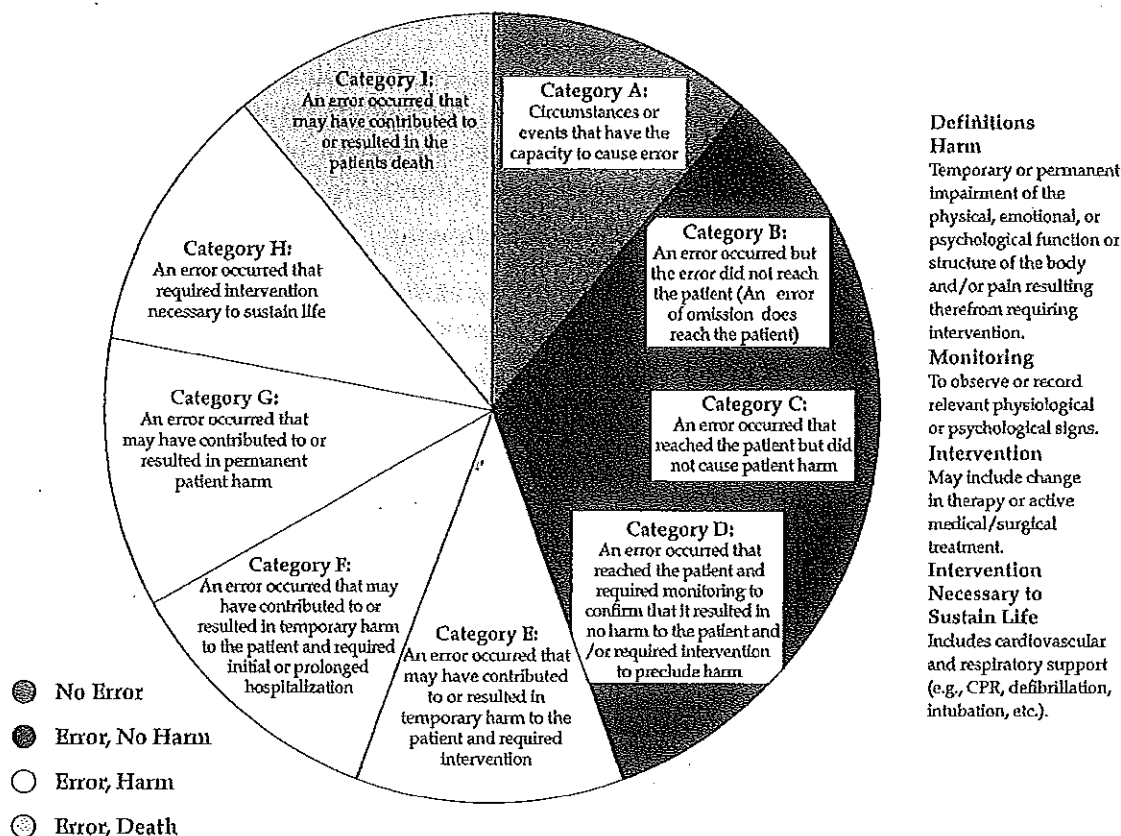 Category I:
An error occurred that
may have contributed to
or resulted in the
patients death
Category A:
Circumstances or
events that have the
capacity to cause error
Category B:
An error occurred but
the error did not reach
the patient (An error
of omission does
reach the patient)
Category C:
An error occurred that
reached the patient but did
not cause patient harm
Category D:
An error occurred that
reached the patient and
required monitoring to
confirm that it resulted in
no harm to the patient and
/or required intervention
to preclude harm
Category E:
An error occurred that
may have contributed
to or resulted in
temporary harm to the
patient and required
intervention
Category F:
An error occurred that may
have contributed to or
resulted in temporary harm
to the patient and required
initial or prolonged
hospitalization
Category G:
An error occurred that
may have contributed to or
resulted in permanent
patient harm
Category H:
An error occurred that
required intervention
necessary to sustain life
No Error
Error, No Harm
Error, Harm
Error, Death
Definitions
Harm
Temporary or permanent
impairment of the
physical, emotional, or
psychological function or
structure of the body
and/or pain resulting
therefrom requiring
intervention.
Monitoring
To observe or record
relevant physiological
or psychological signs.
Intervention
May include change
in therapy or active
medical/surgical
treatment.
Intervention
Necessary to
Sustain Life
Includes cardiovascular
and respiratory support
(e.g., CPR, defibrillation,
intubation, etc.).